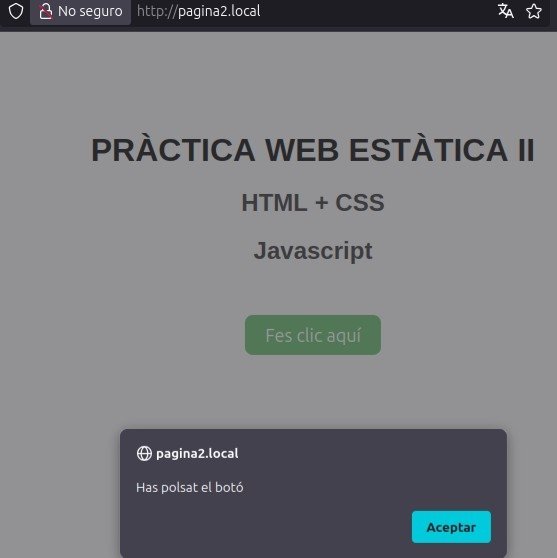 No seguro http://pagina2.local
PRÀCTICA WEB ESTÀTICA II
HTML + CSS
Javascript
Fes clic aquí
pagina2.local
Has polsat el botó
Aceptar